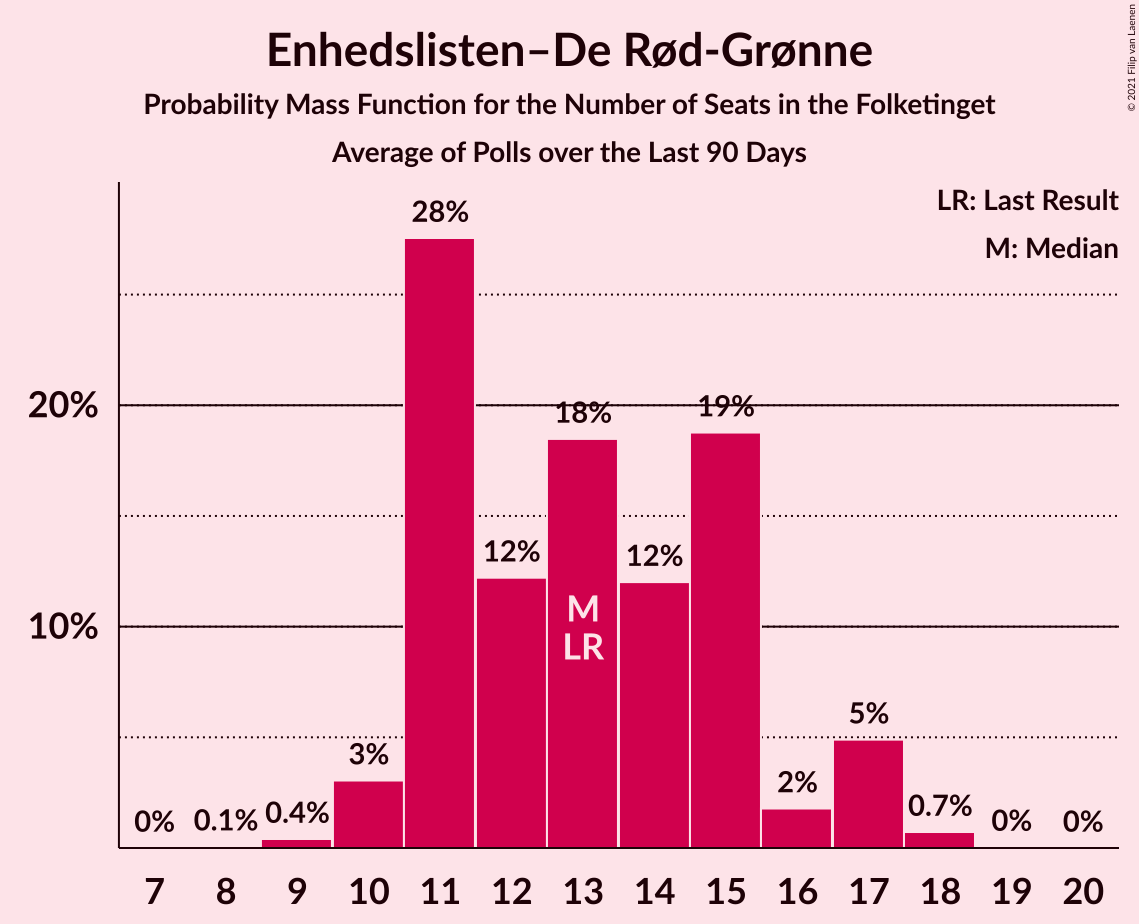 Enhedslisten–De Rød-Grønne
Probability Mass Function for the Number of Seats in the Folketinget
Average of Polls over the Last 90 Days
© 2021 Filip van Laenen
LR: Last Result
M: Median
28%
20%
18%
19%
12%
12%
M
LR
10%
5%
3%
2%
0%
0.1%
0.4%
0.7%
0%
0%
7 8 9 10 11 12 13 14 15 16 17 18 19 20